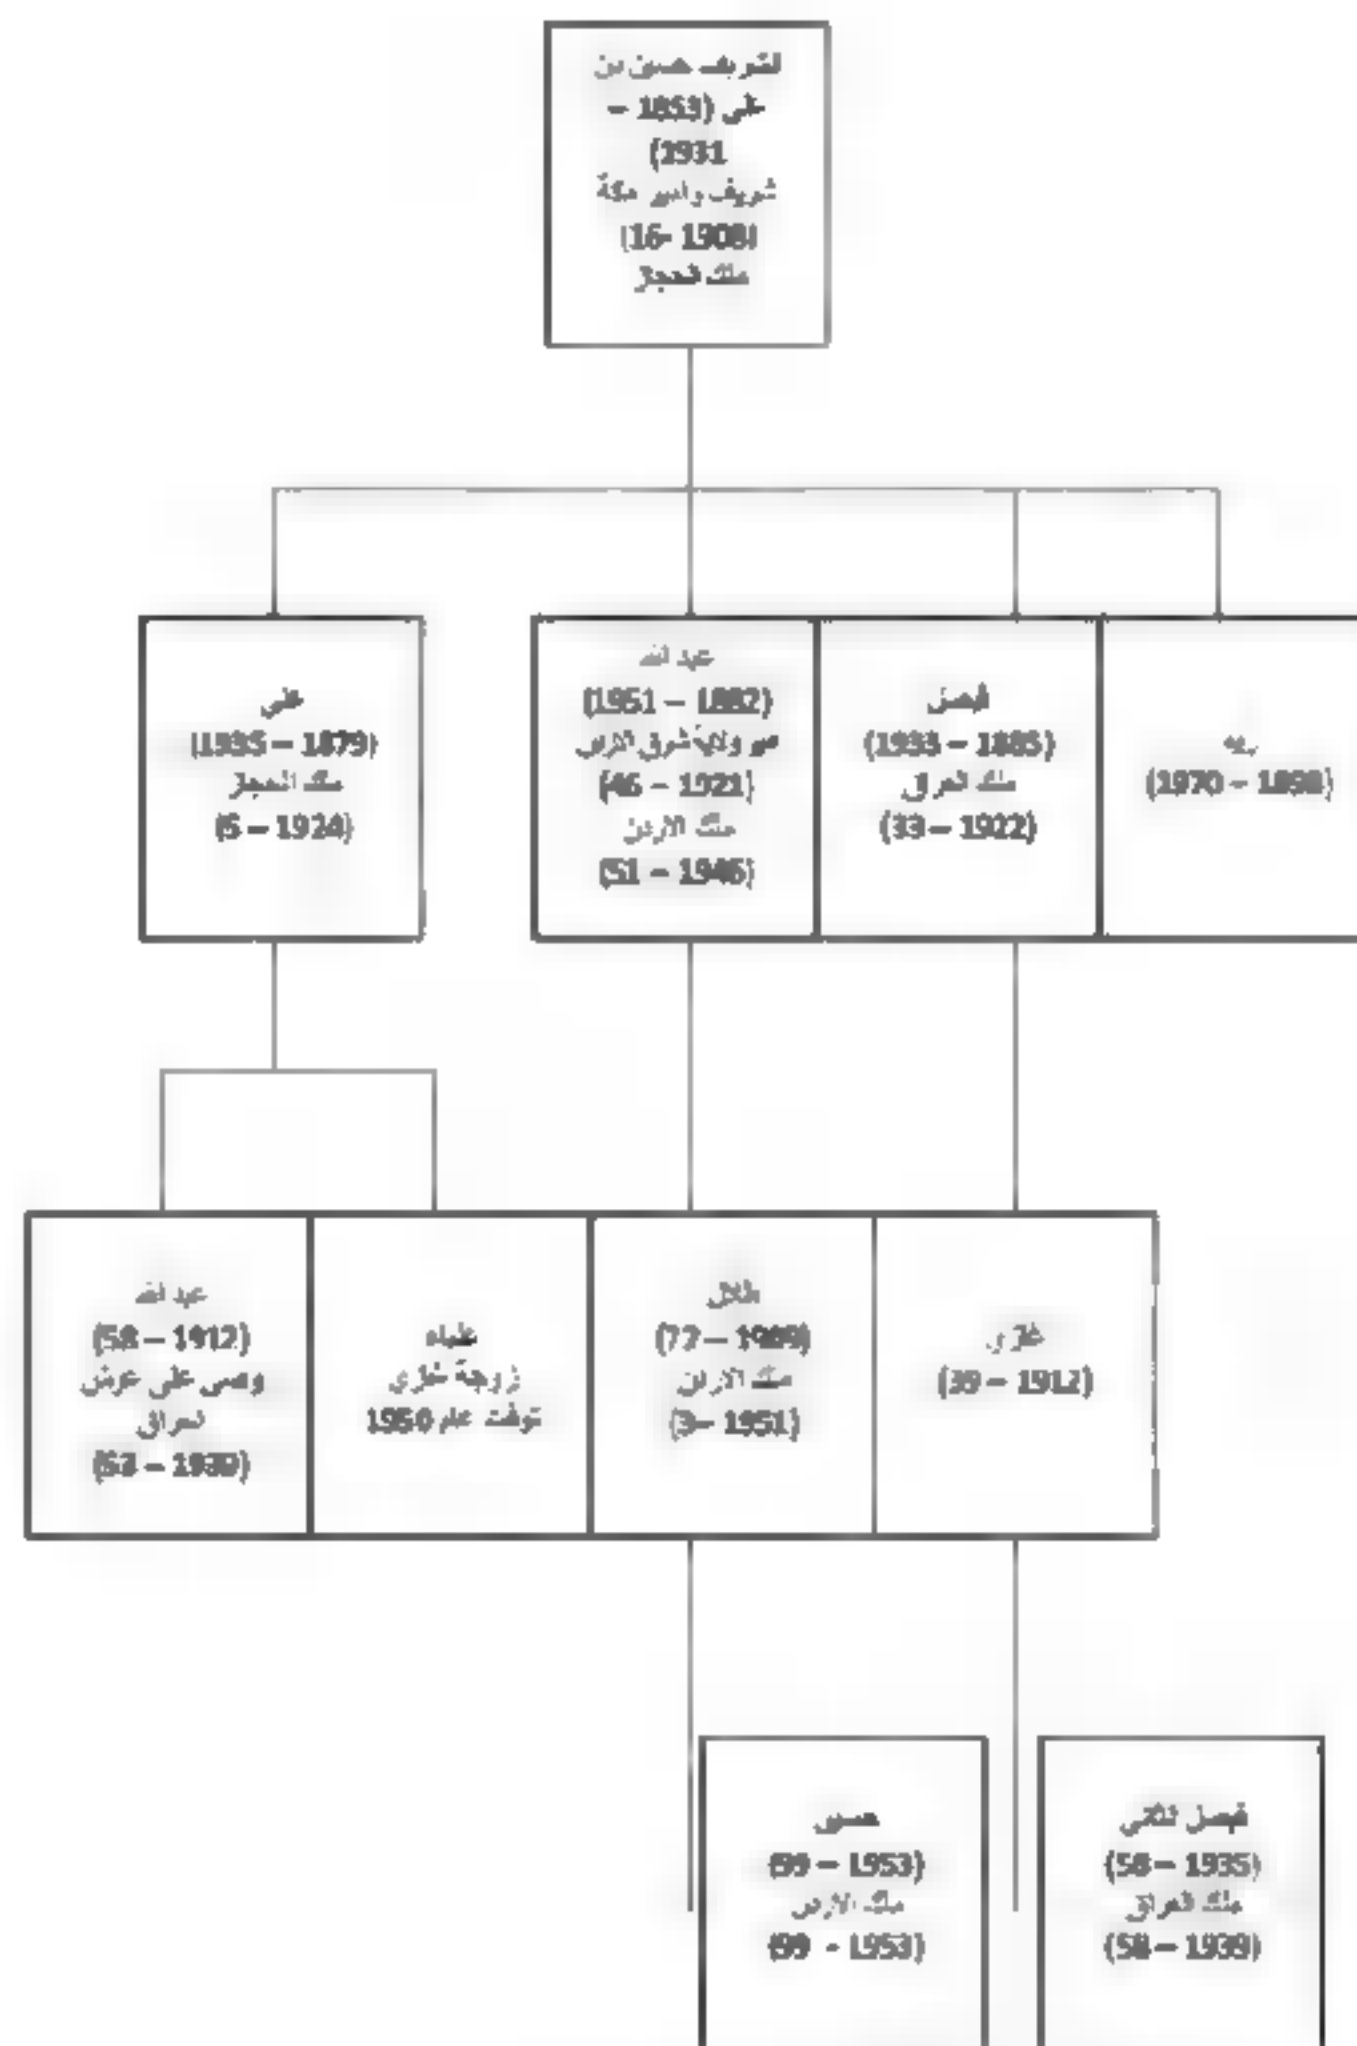 الشريف حسين بن
علي (1853 –
1931)
شريف وامير مكة
(1908 -16)
ملك الحجاز
علي
(1879 – 1935)
ملك الحجاز
(1924 – 5)
عبد الله
(1882 – 1951)
شرق الاردن
(1921 – 46)
ملك الاردن
(1946 – 51)
فيصل
(1885 – 1933)
ملك العراق
(1922 – 33)
زيد
(1898 – 1970)
عبد الله
(1912 – 58)
وصي على عرش
العراق
(1939 – 53)
علياء
زوجة غازي
توفت عام 1950
طلال
(1909 – 72)
ملك الاردن
(1951 –3)
غازي
(1912 – 39)
حسين
(1953 – 99)
ملك الاردن
(1953 - 99)
فيصل الثاني
(1935 – 58)
ملك العراق
(1939 – 58)